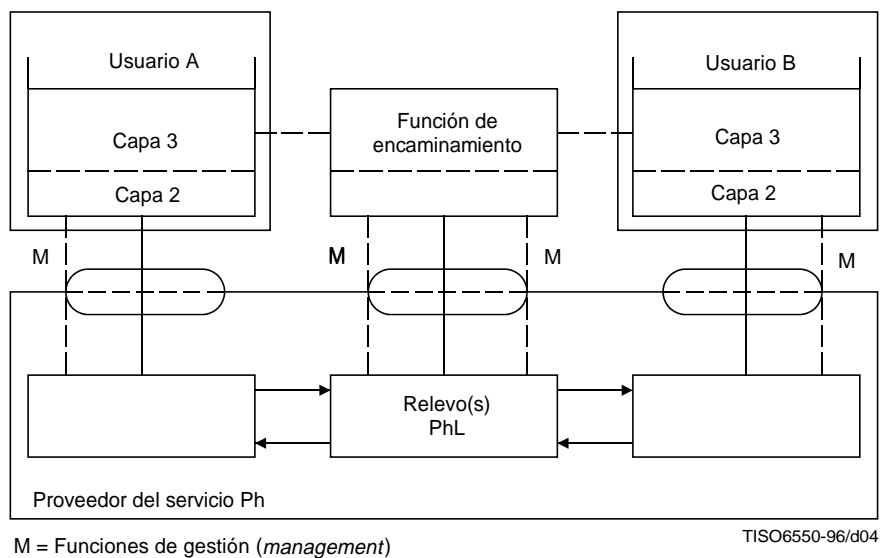 Usuario A
Usuario B
Función de
encaminamiento
Capa 3
Capa 3
Capa 2
Capa 2
M
M
M
M
Relevo(s)
PhL
Proveedor del servicio Ph
TISO6550-96/d04
M = Funciones de gestión (management)